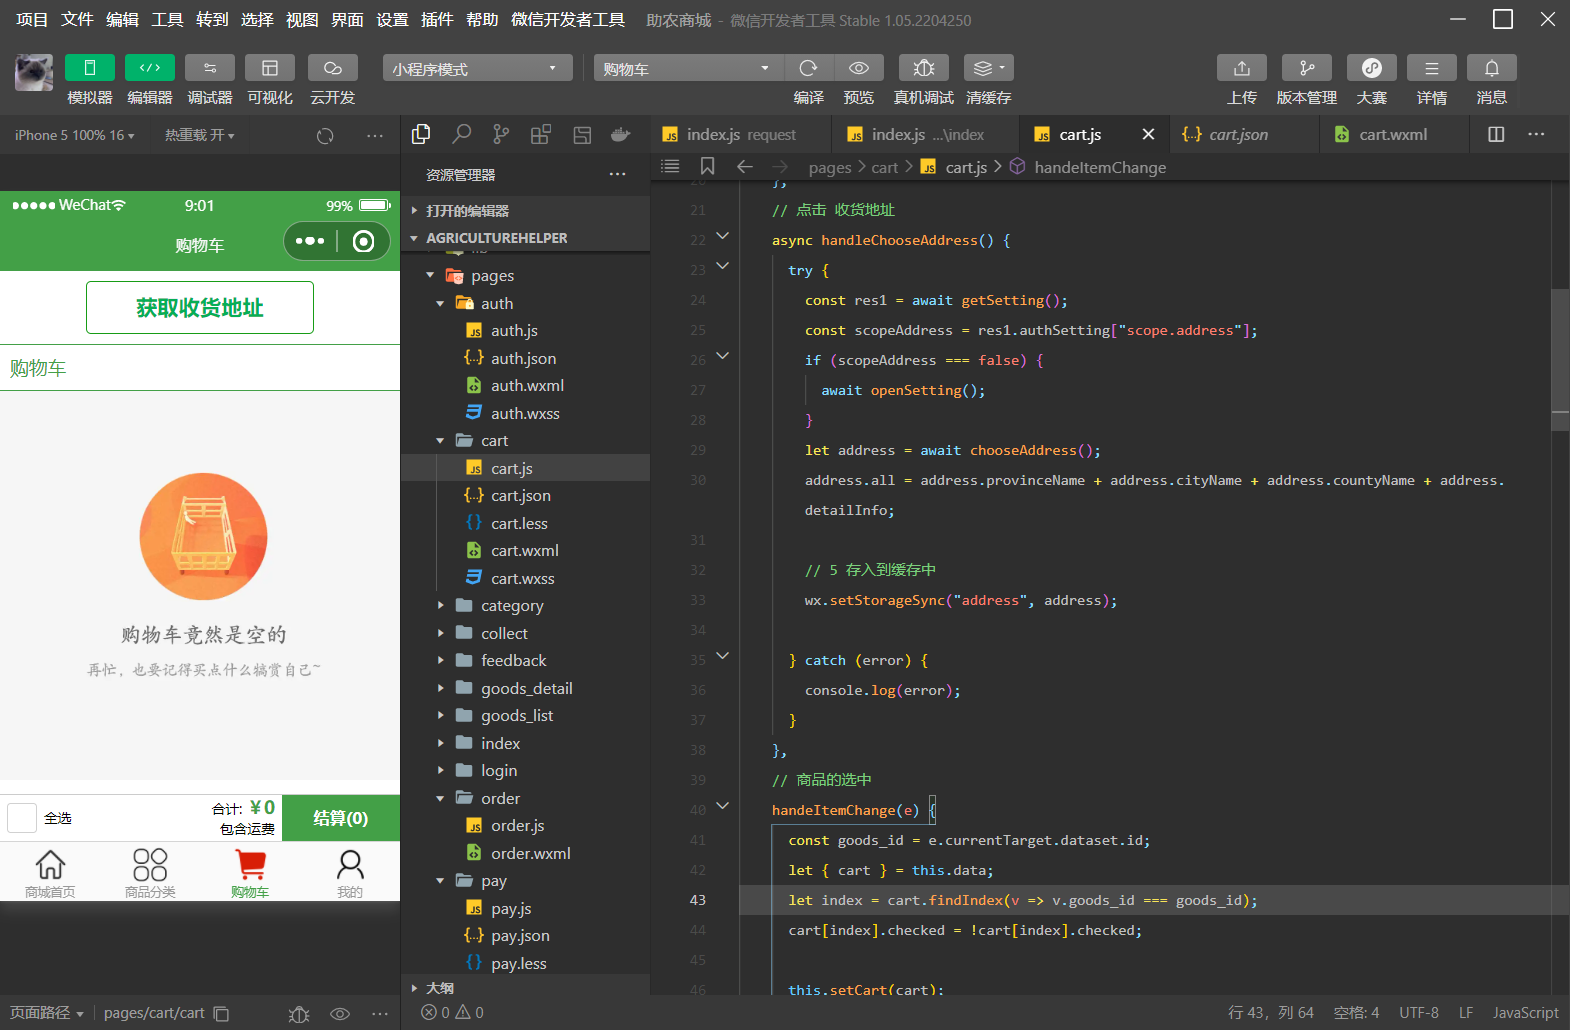 项目 文件 编辑 工具 转到 选择 视图 界面 设置 插件 帮助 微信开发者工具 助农商城 - 微信开发者工具 Stable 1.05.2204250
小程序模式 购物车
模拟器 编辑器 调试器 可视化 云开发 编译 预览 真机调试 清缓存 上传 版本管理 大赛 详情 消息
iPhone 5 100% 16 热重载 开
WeChat 9:01 99%
购物车
获取收货地址
购物车
购物车竟然是空的
再忙，也要记得买点什么犒赏自己~
全选
合计: ¥0
包含运费
结算(0)
商城首页 商品分类 购物车 我的
页面路径 pages/cart/cart
资源管理器
打开的编辑器
AGRICULTUREHELPER
pages
auth
auth.js
auth.json
auth.wxml
auth.wxss
cart
cart.js
cart.json
cart.less
cart.wxml
cart.wxss
category
collect
feedback
goods_detail
goods_list
index
login
order
order.js
order.wxml
pay
pay.js
pay.json
pay.less
大纲
0 0
index.js request index.js ...\index cart.js cart.json cart.wxml
pages cart cart.js handeItemChange
20 },
21 // 点击 收货地址
22 async handleChooseAddress() {
23 try {
24 const res1 = await getSetting();
25 const scopeAddress = res1.authSetting["scope.address"];
26 if (scopeAddress === false) {
27 await openSetting();
28 }
29 let address = await chooseAddress();
30 address.all = address.provinceName + address.cityName + address.countyName + address.
detailInfo;
31
32 // 5 存入到缓存中
33 wx.setStorageSync("address", address);
34
35 } catch (error) {
36 console.log(error);
37 }
38 },
39 // 商品的选中
40 handeItemChange(e) {
41 const goods_id = e.currentTarget.dataset.id;
42 let { cart } = this.data;
43 let index = cart.findIndex(v => v.goods_id === goods_id);
44 cart[index].checked = !cart[index].checked;
45
46 this.setCart(cart);
行 43，列 64 空格: 4 UTF-8 LF JavaScript